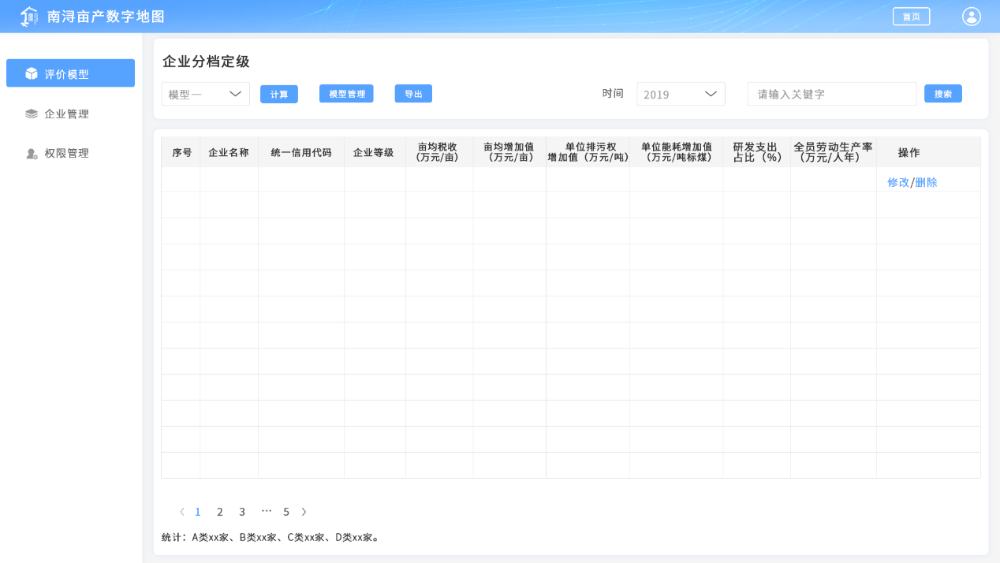 南浔亩产数字地图
首页
评价模型
企业管理
权限管理
企业分档定级
模型一
计算
模型管理
导出
时间
2019
请输入关键字
搜索
序号
企业名称
统一信用代码
企业等级
亩均税收
（万元/亩）
亩均增加值
（万元/亩）
单位排污权
增加值（万元/吨）
单位能耗增加值
（万元/吨标煤）
研发支出
占比（%）
全员劳动生产率
（万元/人年）
操作
修改/删除
1 2 3 ··· 5
统计：A类xx家、B类xx家、C类xx家、D类xx家。